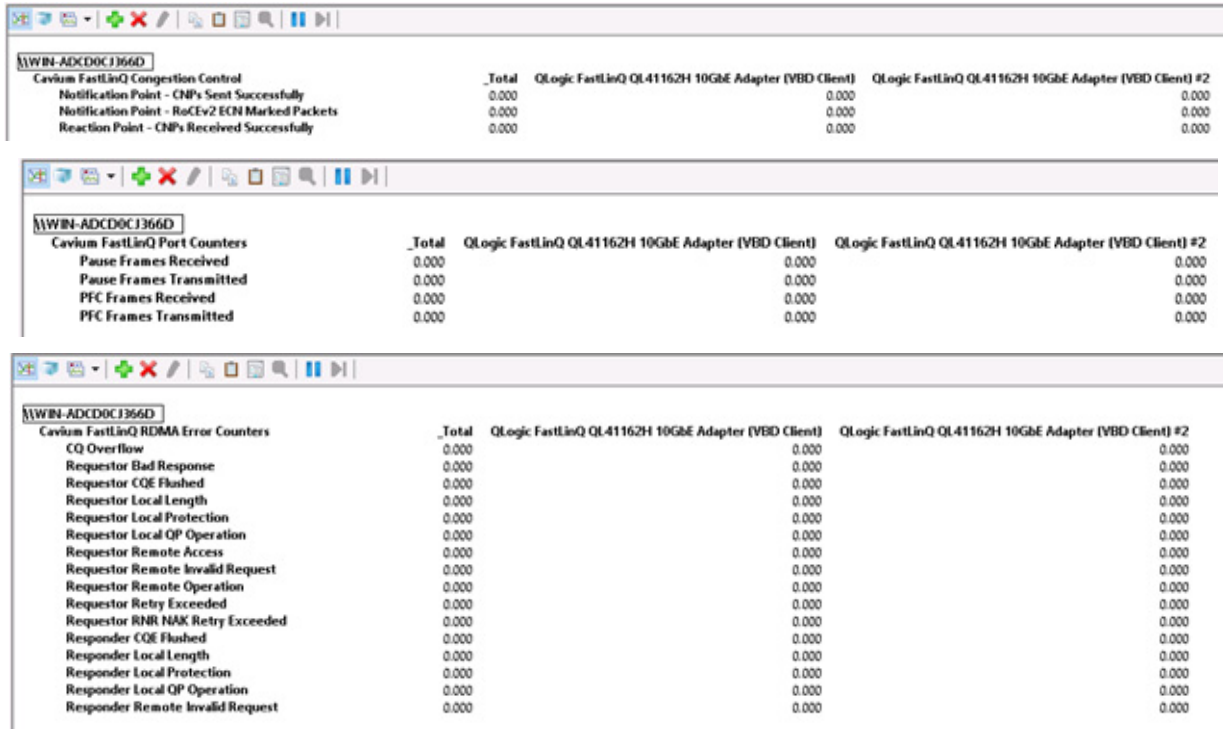 \\WIN-ADCD0CJ366D
Cavium FastLinQ Congestion Control _Total QLogic FastLinQ QL41162H 10GbE Adapter (VBD Client) QLogic FastLinQ QL41162H 10GbE Adapter (VBD Client) #2
Notification Point - CNPs Sent Successfully 0.000 0.000 0.000
Notification Point - RoCEv2 ECN Marked Packets 0.000 0.000 0.000
Reaction Point - CNPs Received Successfully 0.000 0.000 0.000
\\WIN-ADCD0CJ366D
Cavium FastLinQ Port Counters _Total QLogic FastLinQ QL41162H 10GbE Adapter (VBD Client) QLogic FastLinQ QL41162H 10GbE Adapter (VBD Client) #2
Pause Frames Received 0.000 0.000 0.000
Pause Frames Transmitted 0.000 0.000 0.000
PFC Frames Received 0.000 0.000 0.000
PFC Frames Transmitted 0.000 0.000 0.000
\\WIN-ADCD0CJ366D
Cavium FastLinQ RDMA Error Counters _Total QLogic FastLinQ QL41162H 10GbE Adapter (VBD Client) QLogic FastLinQ QL41162H 10GbE Adapter (VBD Client) #2
CQ Overflow 0.000 0.000 0.000
Requestor Bad Response 0.000 0.000 0.000
Requestor CQE Flushed 0.000 0.000 0.000
Requestor Local Length 0.000 0.000 0.000
Requestor Local Protection 0.000 0.000 0.000
Requestor Local QP Operation 0.000 0.000 0.000
Requestor Remote Access 0.000 0.000 0.000
Requestor Remote Invalid Request 0.000 0.000 0.000
Requestor Remote Operation 0.000 0.000 0.000
Requestor Retry Exceeded 0.000 0.000 0.000
Requestor RNR NAK Retry Exceeded 0.000 0.000 0.000
Responder CQE Flushed 0.000 0.000 0.000
Responder Local Length 0.000 0.000 0.000
Responder Local Protection 0.000 0.000 0.000
Responder Local QP Operation 0.000 0.000 0.000
Responder Remote Invalid Request 0.000 0.000 0.000